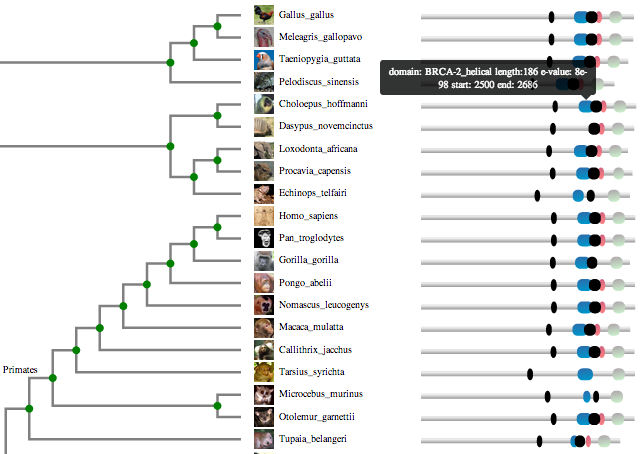 Gallus_gallus
Meleagris_gallopavo
Taeniopygia_guttata
domain: BRCA-2_helical length:186 e-value: 8e-
98 start: 2500 end: 2686
Pelodiscus_sinensis
Choloepus_hoffmanni
Dasypus_novemcinctus
Loxodonta_africana
Procavia_capensis
Echinops_telfairi
Homo_sapiens
Pan_troglodytes
Gorilla_gorilla
Pongo_abelii
Nomascus_leucogenys
Macaca_mulatta
Callithrix_jacchus
Primates
Tarsius_syrichta
Microcebus_murinus
Otolemur_garnettii
Tupaia_belangeri